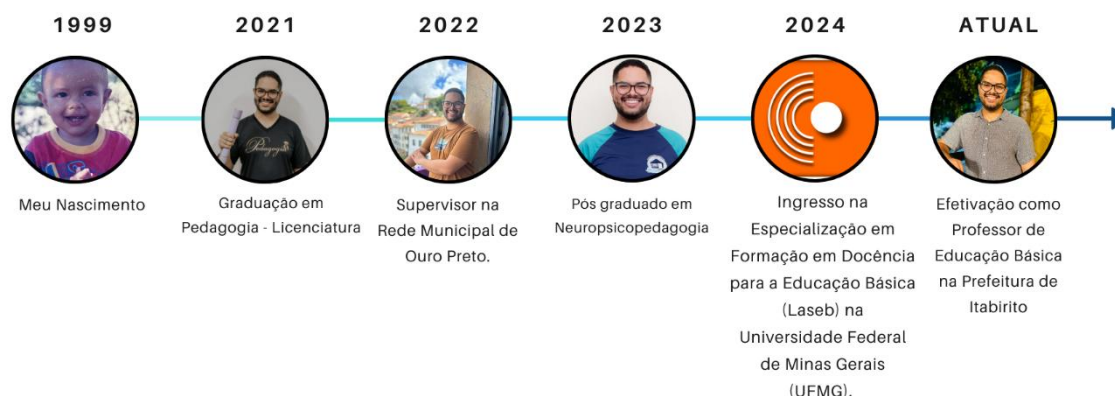 1999
Meu Nascimento
2021
Graduação em
Pedagogia - Licenciatura
Pedagogia
2022
Supervisor na
Rede Municipal de
Ouro Preto.
2023
Pós graduado em
Neuropsicopedagogia
2024
Ingresso na
Especialização em
Formação em Docência
para a Educação Básica
(Laseb) na
Universidade Federal
de Minas Gerais
(UFMG).
ATUAL
Efetivação como
Professor de
Educação Básica
na Prefeitura de
Itabirito